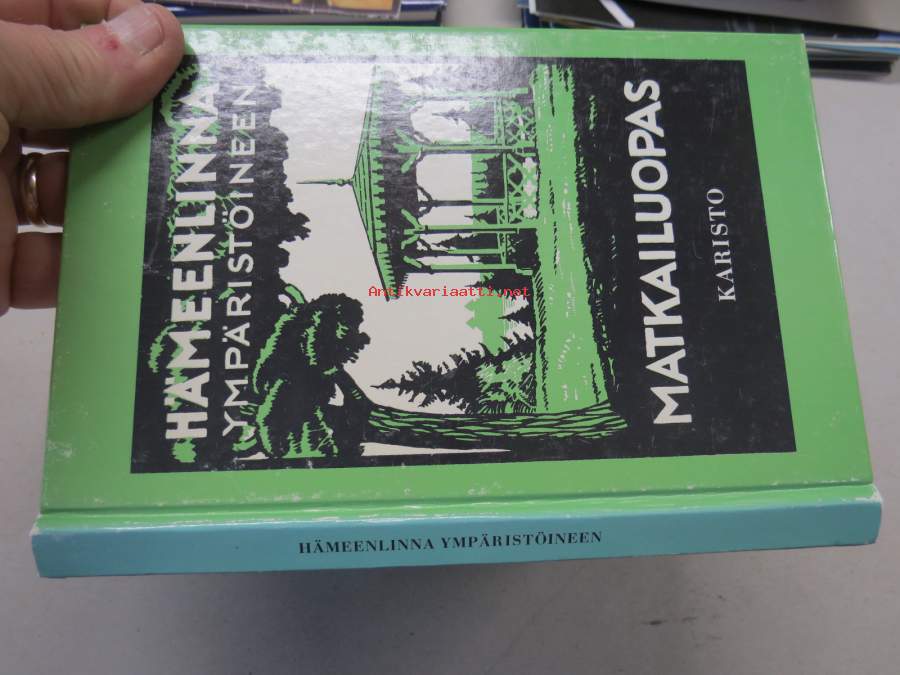 HÄMEENLINNA
YMPÄRISTÖINEEN
MATKAILUOPAS
KARISTO
HÄMEENLINNA YMPÄRISTÖINEEN
Antikvariaatti.net